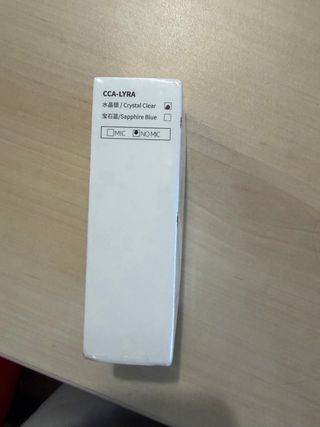 CCA-LYRA
水晶银 / Crystal Clear
宝石蓝/Sapphire Blue
MIC NO MIC